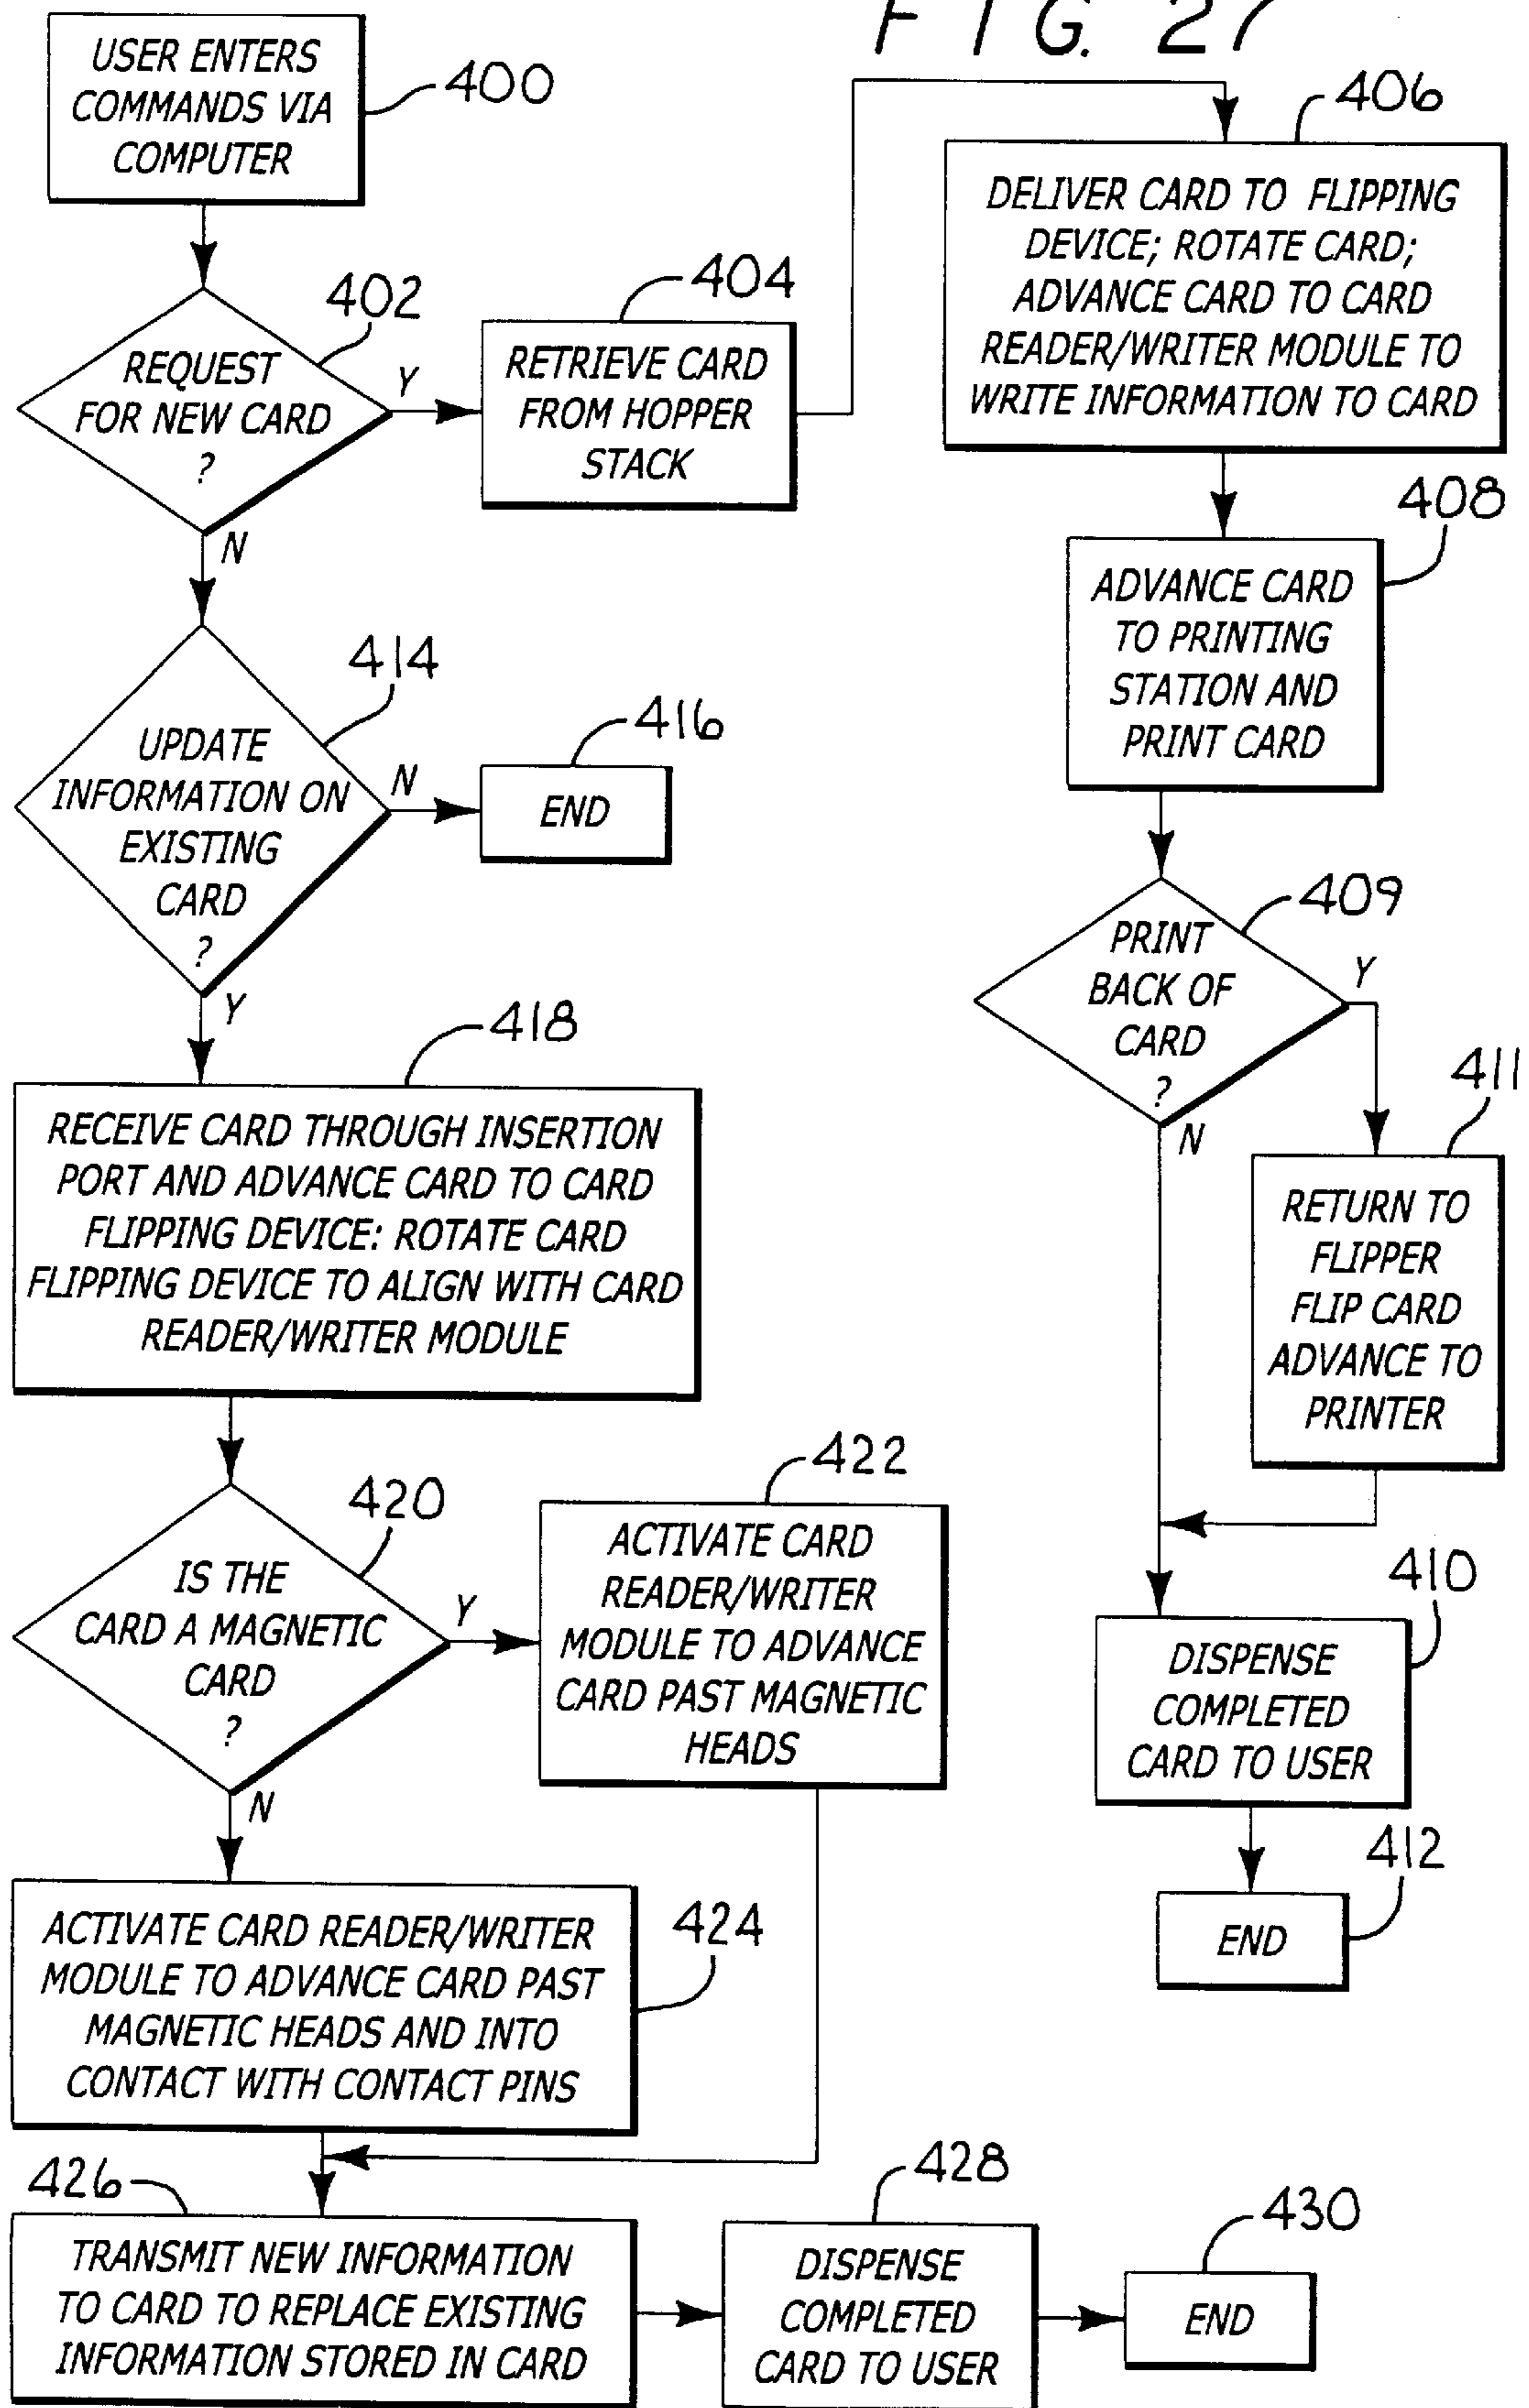 FIG. 27
USER ENTERS
COMMANDS VIA
COMPUTER
400
402
REQUEST
FOR NEW CARD
?
Y
N
404
RETRIEVE CARD
FROM HOPPER
STACK
406
DELIVER CARD TO FLIPPING
DEVICE; ROTATE CARD;
ADVANCE CARD TO CARD
READER/WRITER MODULE TO
WRITE INFORMATION TO CARD
408
ADVANCE CARD
TO PRINTING
STATION AND
PRINT CARD
409
PRINT
BACK OF
CARD
?
Y
N
411
RETURN TO
FLIPPER
FLIP CARD
ADVANCE TO
PRINTER
410
DISPENSE
COMPLETED
CARD TO USER
412
END
414
UPDATE
INFORMATION ON
EXISTING
CARD
?
N
Y
416
END
418
RECEIVE CARD THROUGH INSERTION
PORT AND ADVANCE CARD TO CARD
FLIPPING DEVICE: ROTATE CARD
FLIPPING DEVICE TO ALIGN WITH CARD
READER/WRITER MODULE
420
IS THE
CARD A MAGNETIC
CARD
?
Y
N
422
ACTIVATE CARD
READER/WRITER
MODULE TO ADVANCE
CARD PAST MAGNETIC
HEADS
424
ACTIVATE CARD READER/WRITER
MODULE TO ADVANCE CARD PAST
MAGNETIC HEADS AND INTO
CONTACT WITH CONTACT PINS
426
TRANSMIT NEW INFORMATION
TO CARD TO REPLACE EXISTING
INFORMATION STORED IN CARD
428
DISPENSE
COMPLETED
CARD TO USER
430
END